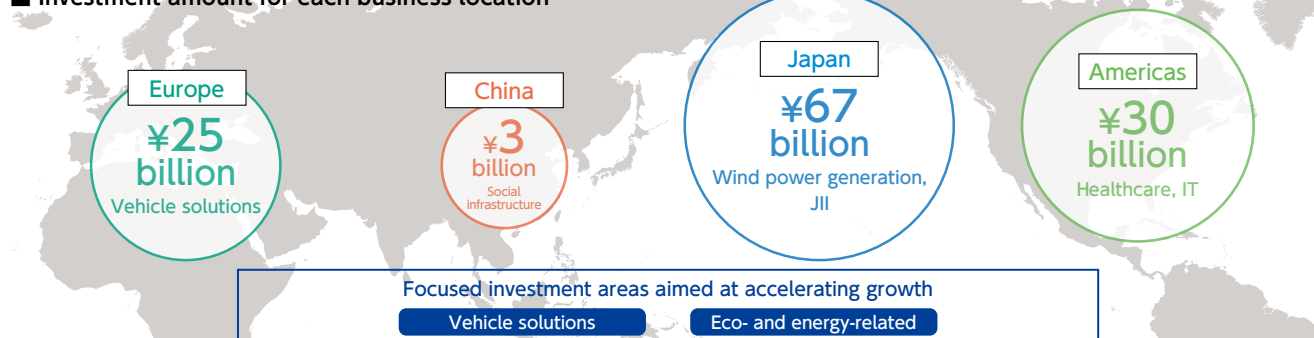 ■ Investment amount for each business location
Europe
¥25
billion
Vehicle solutions
China
¥3
billion
Social
infrastructure
Japan
¥67
billion
Wind power generation,
JII
Americas
¥30
billion
Healthcare, IT
Focused investment areas aimed at accelerating growth
Vehicle solutions
Eco- and energy-related